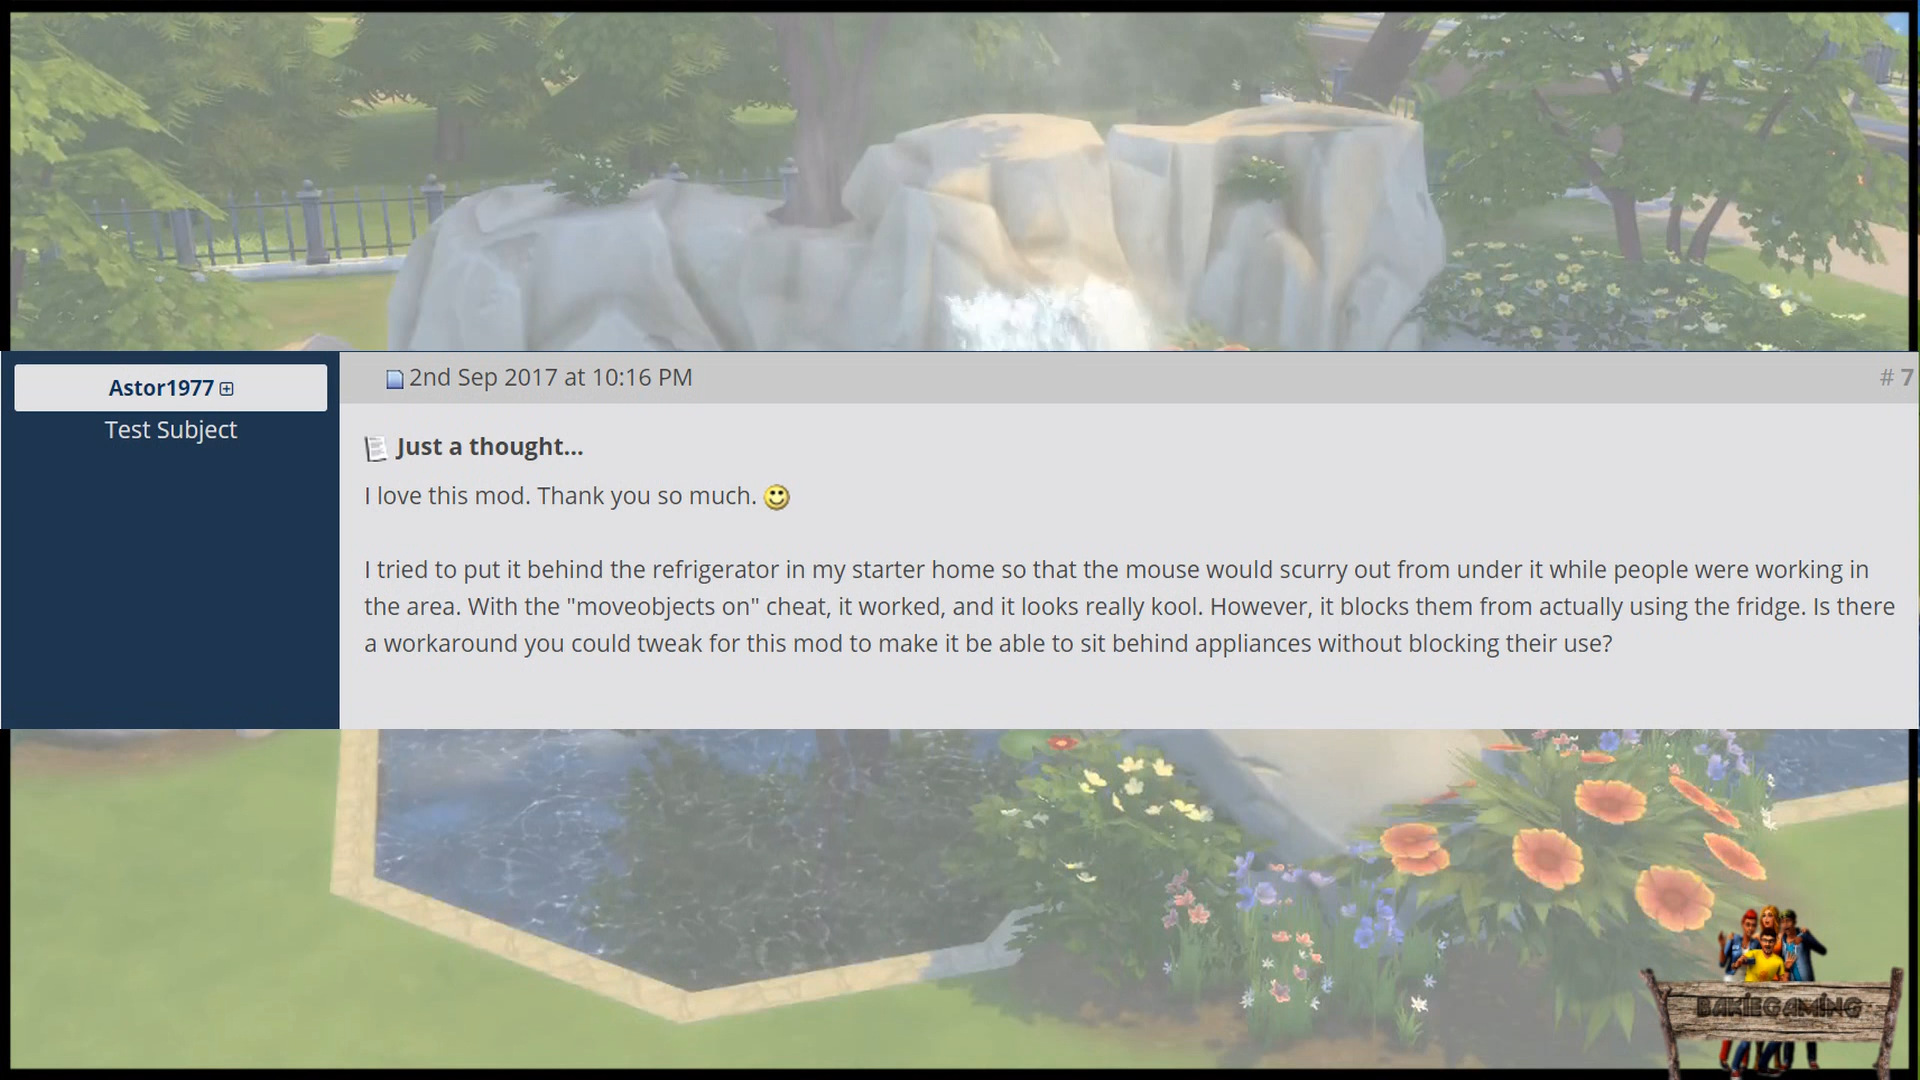 Astor1977
Test Subject
2nd Sep 2017 at 10:16 PM
# 7
Just a thought...
I love this mod. Thank you so much.
I tried to put it behind the refrigerator in my starter home so that the mouse would scurry out from under it while people were working in
the area. With the "moveobjects on" cheat, it worked, and it looks really kool. However, it blocks them from actually using the fridge. Is there
a workaround you could tweak for this mod to make it be able to sit behind appliances without blocking their use?
BAKIEGAMING